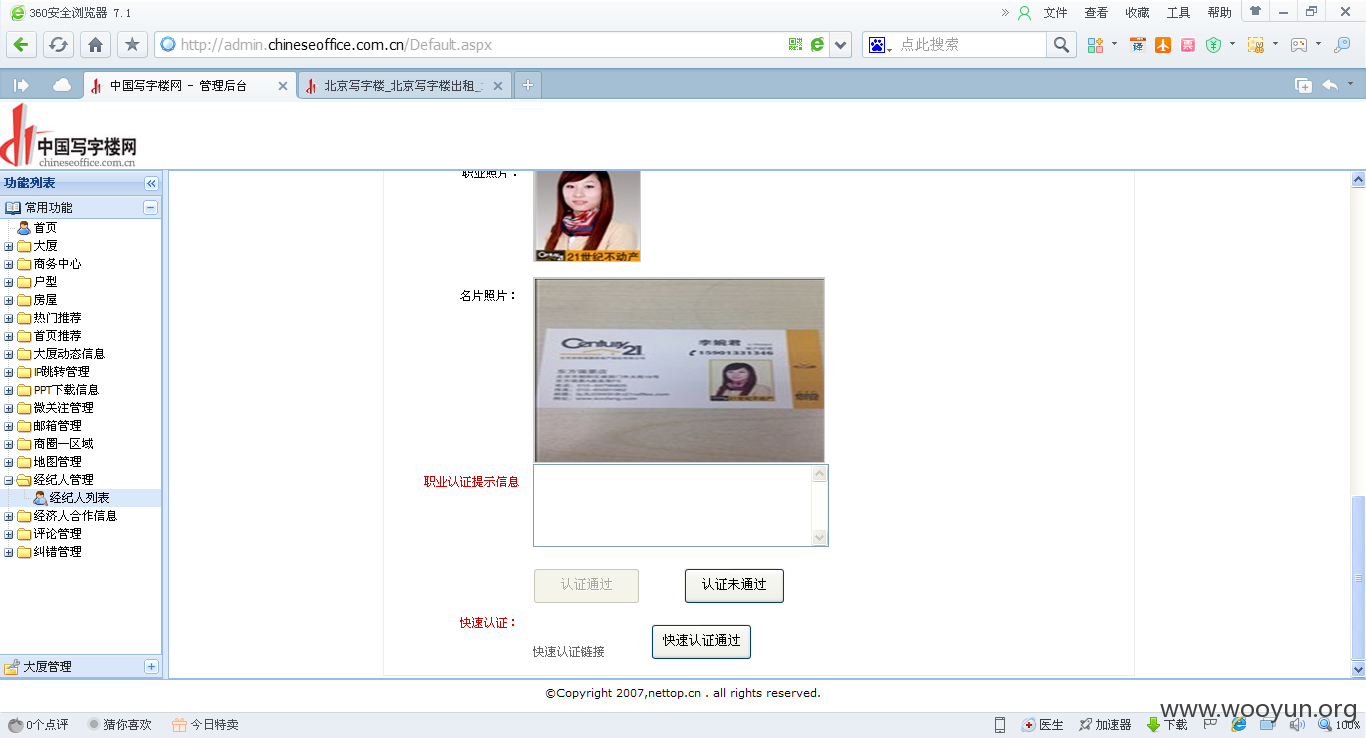 360安全浏览器 7.1
» 文件 查看 收藏 工具 帮助
http://admin.chineseoffice.com.cn/Default.aspx
点此搜索
译
中国写字楼网 - 管理后台
北京写字楼_北京写字楼出租_
中国写字楼网
chineseoffice.com.cn
功能列表
常用功能
首页
大厦
商务中心
户型
房屋
热门推荐
首页推荐
大厦动态信息
IP跳转管理
PPT下载信息
微关注管理
邮箱管理
商圈一区域
地图管理
经纪人管理
经纪人列表
经济人合作信息
评论管理
纠错管理
大厦管理
职业照片：
21世纪不动产
名片照片：
Century 21
李婉君
15901331346
职业认证提示信息
认证通过
认证未通过
快速认证：
快速认证链接
快速认证通过
©Copyright 2007,nettop.cn . all rights reserved.
www.wooyun.org
0个点评
猜你喜欢
今日特卖
医生
加速器
下载
100%